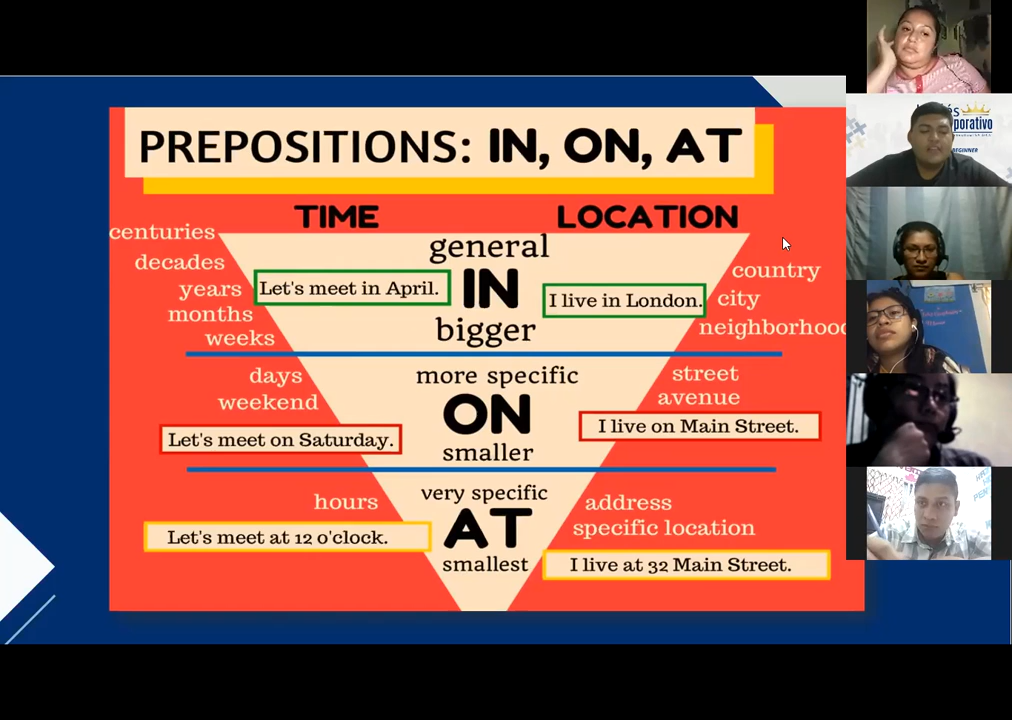 PREPOSITIONS: IN, ON, AT
TIME
LOCATION
centuries
decades
years
months
weeks
general
IN
bigger
Let's meet in April.
I live in London.
country
city
neighborhood
days
weekend
more specific
ON
smaller
street
avenue
Let's meet on Saturday.
I live on Main Street.
hours
very specific
AT
smallest
address
specific location
Let's meet at 12 o'clock.
I live at 32 Main Street.
BEGINNER